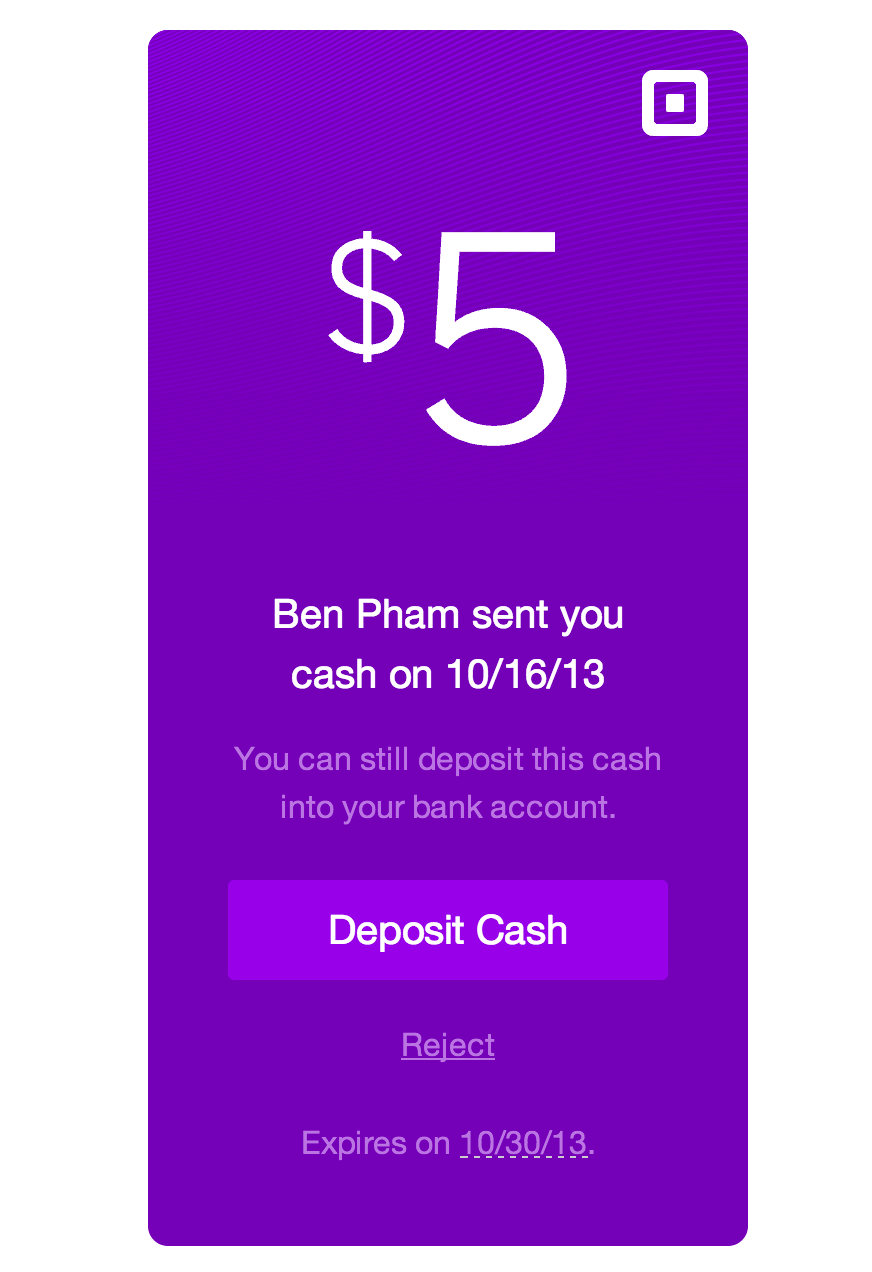 $5
Ben Pham sent you
cash on 10/16/13
You can still deposit this cash
into your bank account.
Deposit Cash
Reject
Expires on 10/30/13.